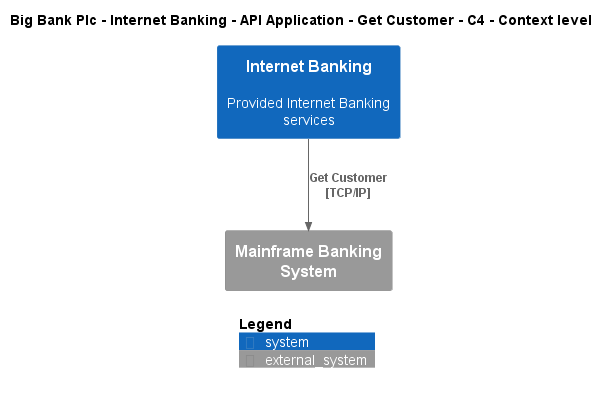 Big Bank Plc - Internet Banking - API Application - Get Customer - C4 - Context level
Internet Banking
Provided Internet Banking
services
Get Customer
[TCP/IP]
Mainframe Banking
System
Legend
system
external_system